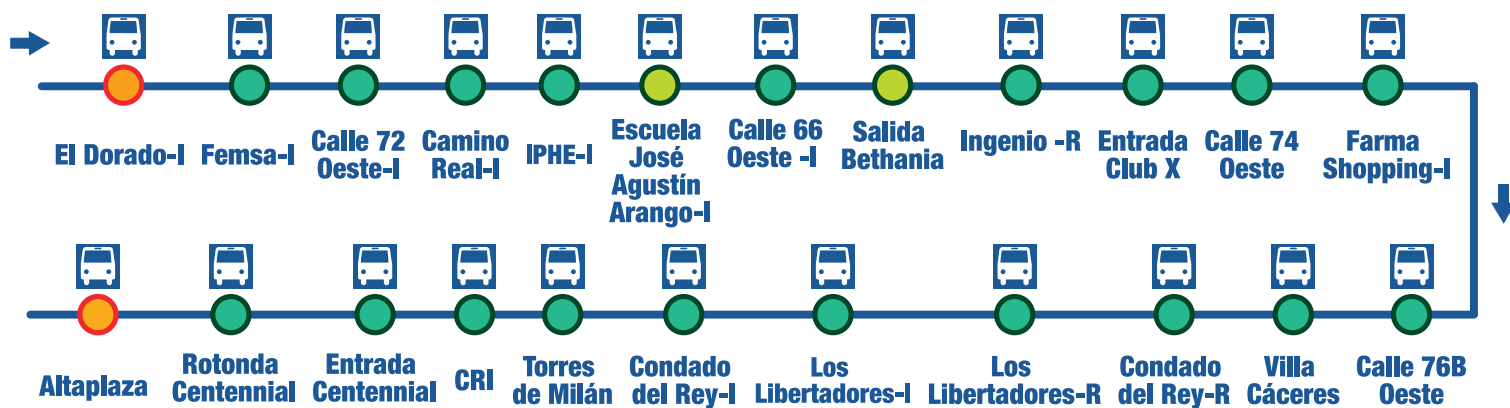 El Dorado-I
Femsa-I
Calle 72
Oeste-I
Camino
Real-I
IPHE-I
Escuela
José
Agustín
Arango-I
Calle 66
Oeste -I
Salida
Bethania
Ingenio -R
Entrada
Club X
Calle 74
Oeste
Farma
Shopping-I
Altaplaza
Rotonda
Centennial
Entrada
Centennial
CRI
Torres
de Milán
Condado
del Rey-I
Los
Libertadores-I
Los
Libertadores-R
Condado
del Rey-R
Villa
Cáceres
Calle 76B
Oeste